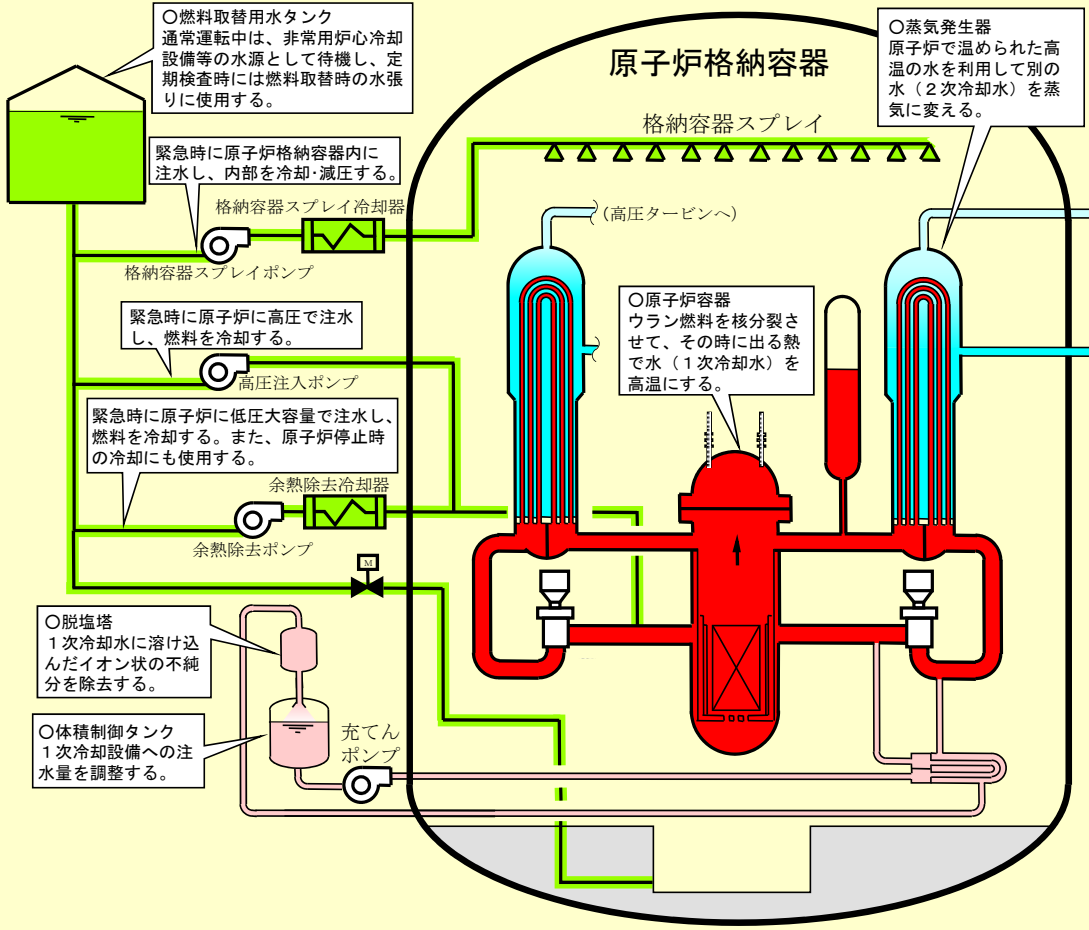 ○燃料取替用水タンク
通常運転中は、非常用炉心冷却
設備等の水源として待機し、定
期検査時には燃料取替時の水張
りに使用する。
原子炉格納容器
○蒸気発生器
原子炉で温められた高
温の水を利用して別の
水（２次冷却水）を蒸
気に変える。
格納容器スプレイ
緊急時に原子炉格納容器内に
注水し、内部を冷却･減圧する。
格納容器スプレイ冷却器
(高圧タービンへ)
格納容器スプレイポンプ
○原子炉容器
ウラン燃料を核分裂さ
せて、その時に出る熱
で水（１次冷却水）を
高温にする。
緊急時に原子炉に高圧で注水
し、燃料を冷却する。
高圧注入ポンプ
緊急時に原子炉に低圧大容量で注水し、
燃料を冷却する。また、原子炉停止時
の冷却にも使用する。
余熱除去冷却器
余熱除去ポンプ
M
○脱塩塔
１次冷却水に溶け込
んだイオン状の不純
分を除去する。
○体積制御タンク
１次冷却設備への注
水量を調整する。
充てん
ポンプ